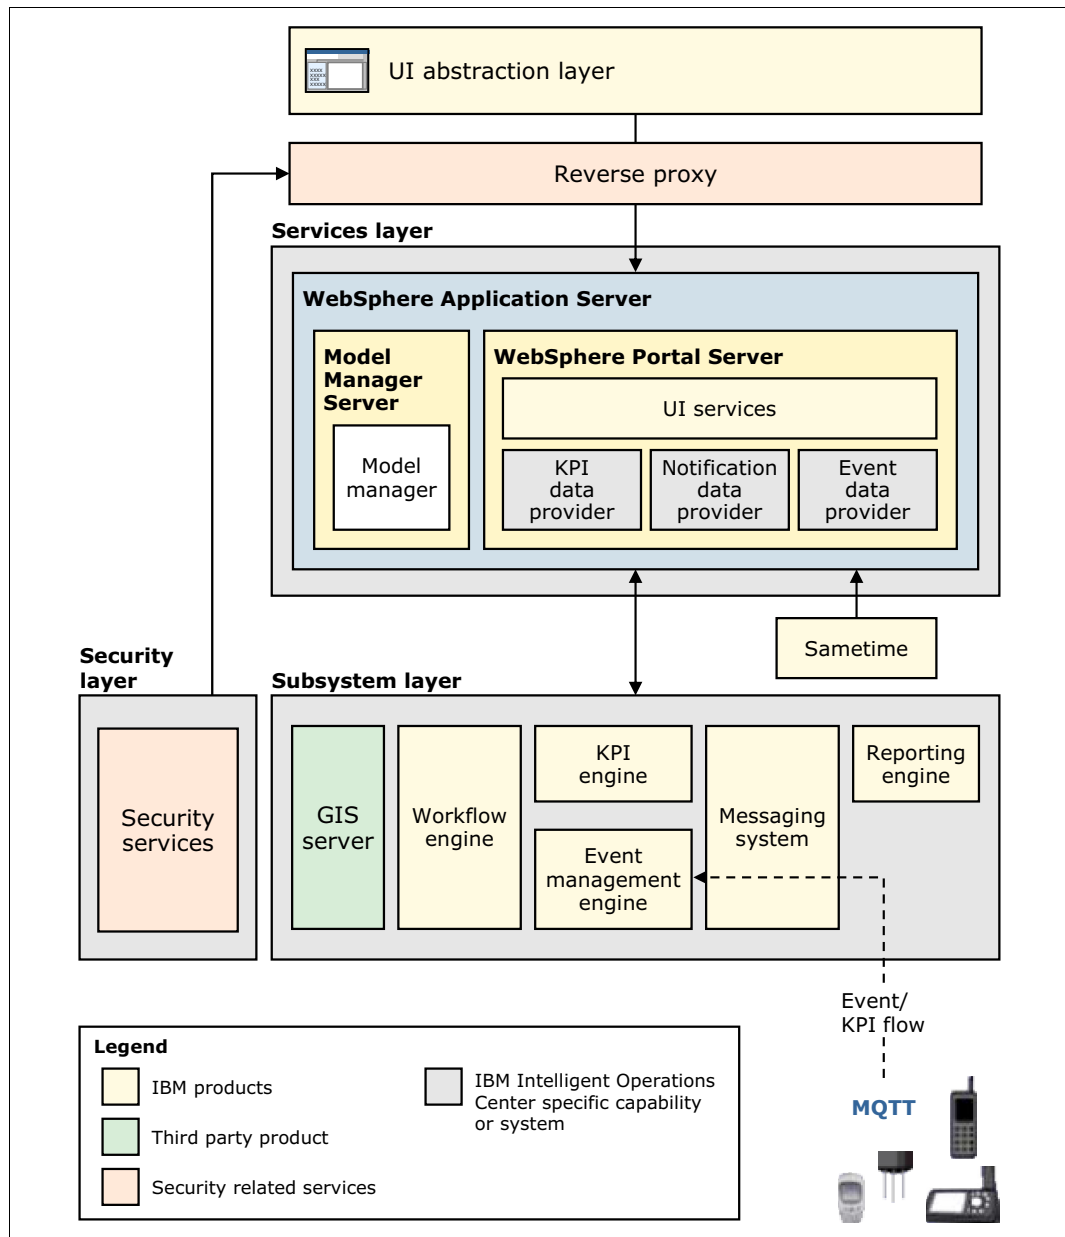 UI abstraction layer
Reverse proxy
Services layer
WebSphere Application Server
Model
Manager
Server
Model
manager
WebSphere Portal Server
UI services
KPI
data
provider
Notification
data
provider
Event
data
provider
Sametime
Security
layer
Security
services
Subsystem layer
GIS
server
Workflow
engine
KPI
engine
Event
management
engine
Messaging
system
Reporting
engine
Event/
KPI flow
MQTT
Legend
IBM products
Third party product
Security related services
IBM Intelligent Operations
Center specific capability
or system